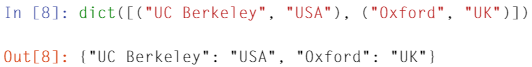 In [8]: dict([("UC Berkeley", "USA"), ("Oxford", "UK")])
Out[8]: {"UC Berkeley": "USA", "Oxford": "UK"}